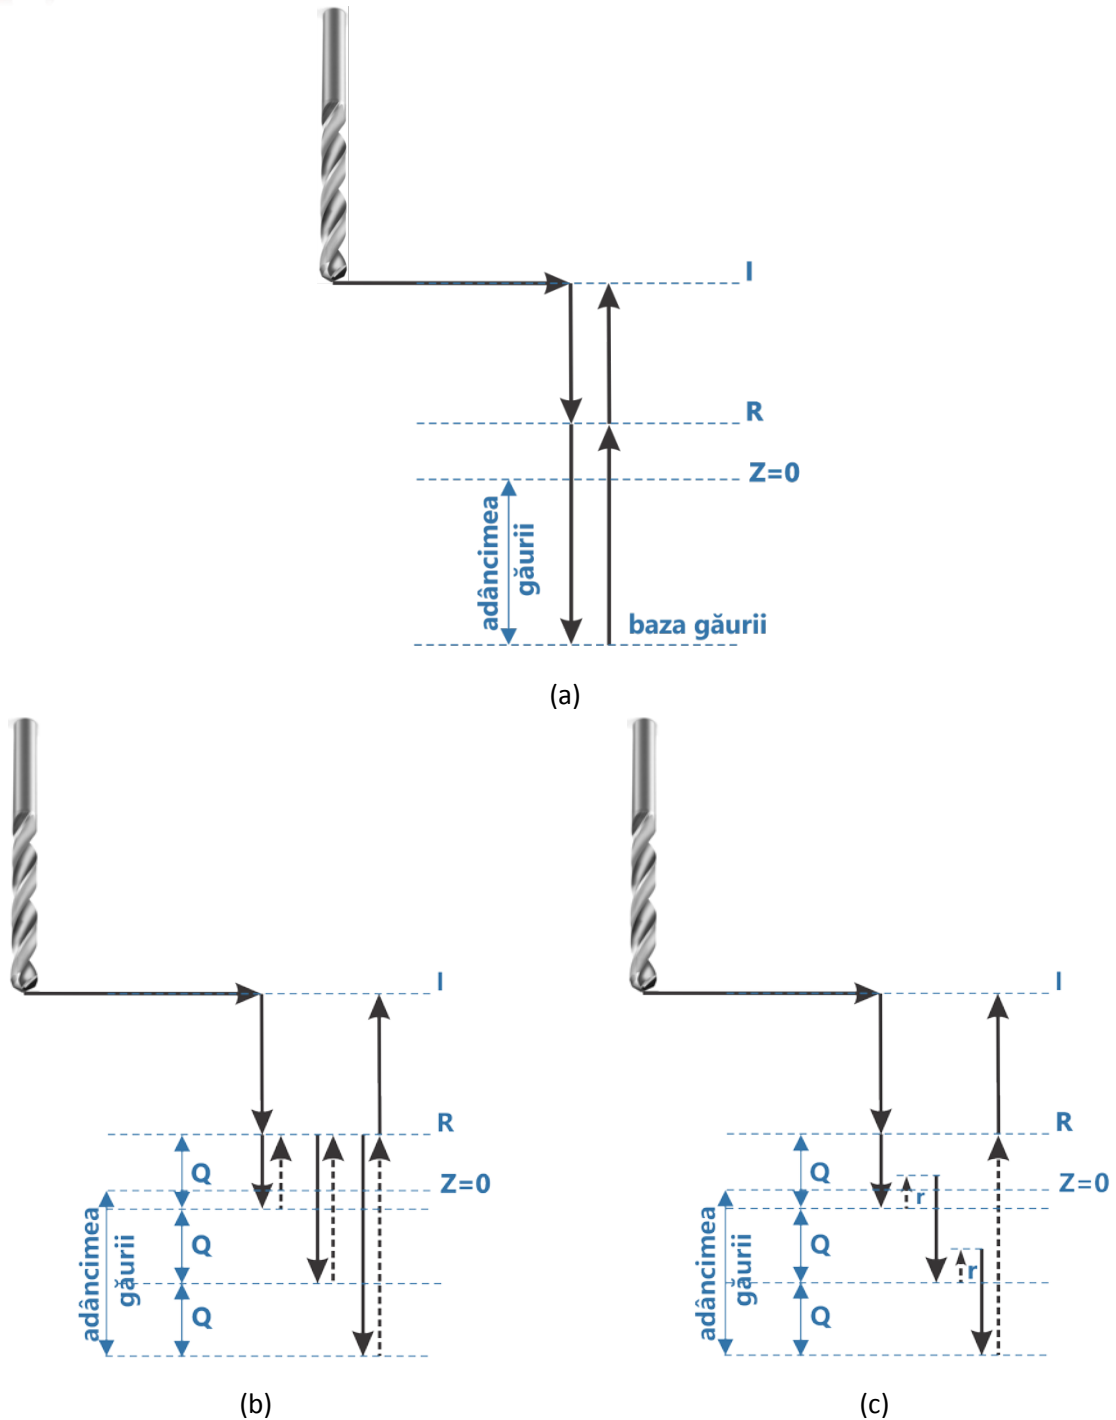 I
R
Z=0
adâncimea
găurii
baza găurii
(a)
I
R
Q
Z=0
adâncimea
găurii
Q
Q
(b)
I
R
Q
Z=0
r
adâncimea
găurii
Q
r
Q
(c)